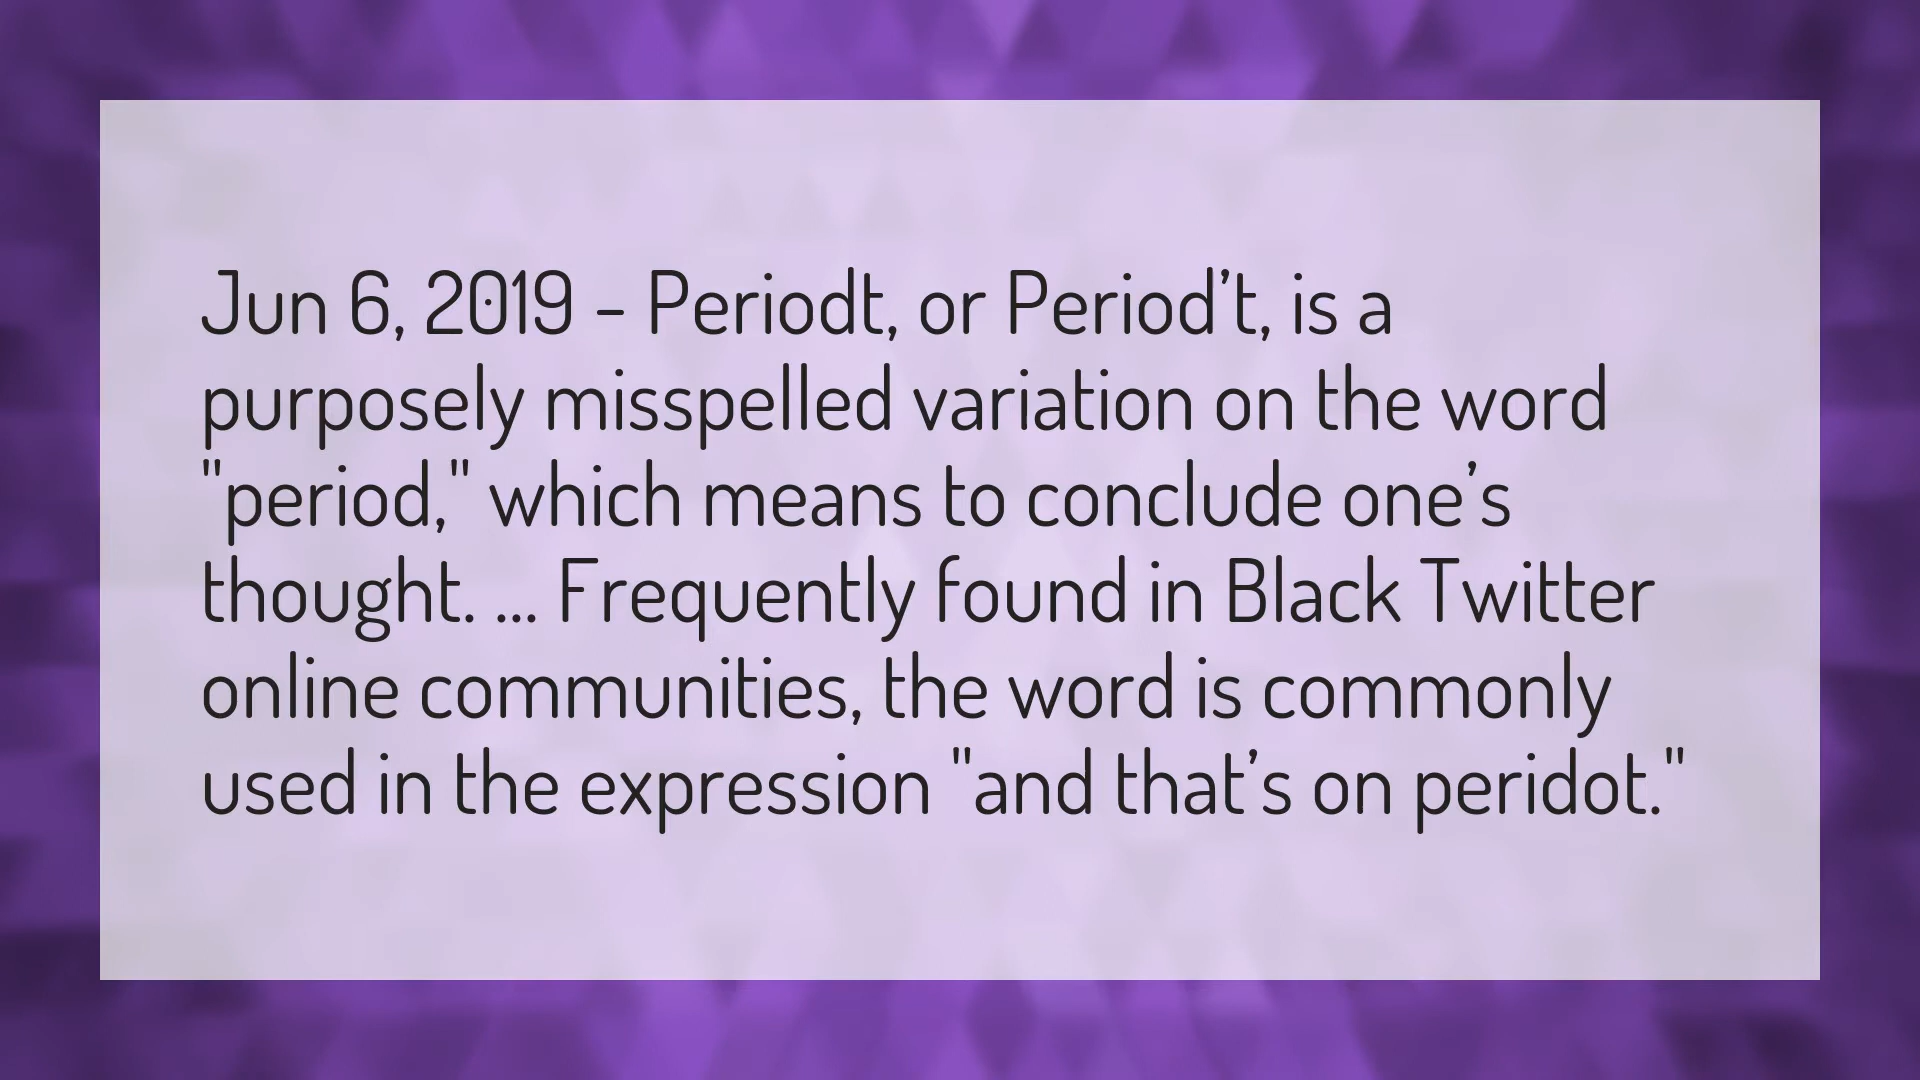 Jun 6, 2019 - Periodt, or Period’t, is a
purposely misspelled variation on the word
"period," which means to conclude one’s
thought. ... Frequently found in Black Twitter
online communities, the word is commonly
used in the expression "and that’s on peridot."